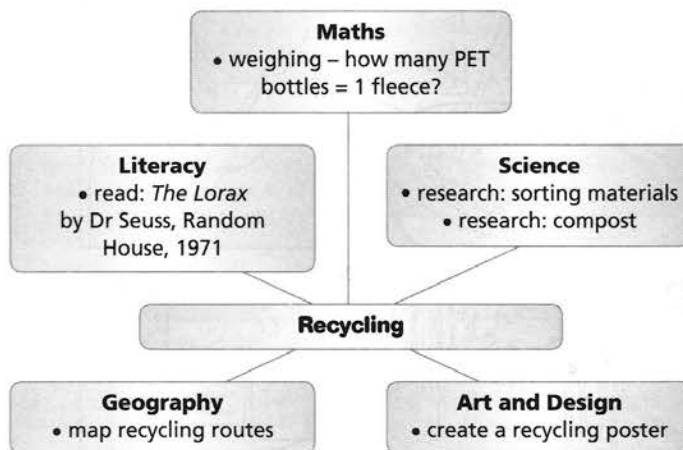 Maths
• weighing – how many PET
bottles = 1 fleece?
Literacy
• read: The Lorax
by Dr Seuss, Random
House, 1971
Science
• research: sorting materials
• research: compost
Recycling
Geography
• map recycling routes
Art and Design
• create a recycling poster